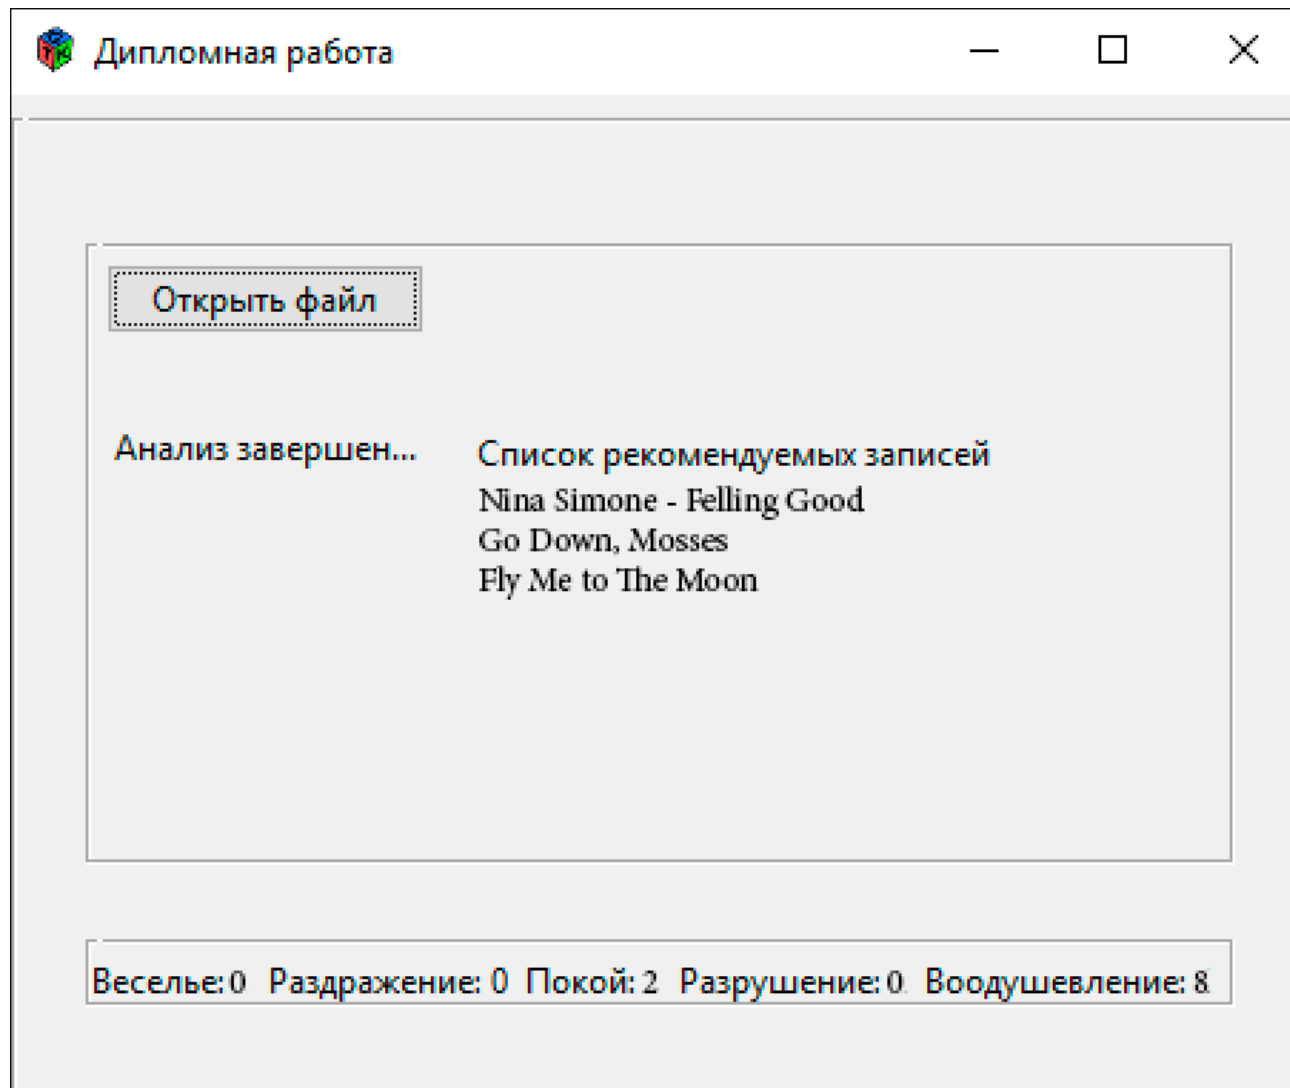 Дипломная работа
Открыть файл
Анализ завершен...
Список рекомендуемых записей
Nina Simone - Felling Good
Go Down, Mosses
Fly Me to The Moon
Веселье: 0 Раздражение: 0 Покой: 2 Разрушение: 0 Воодушевление: 8